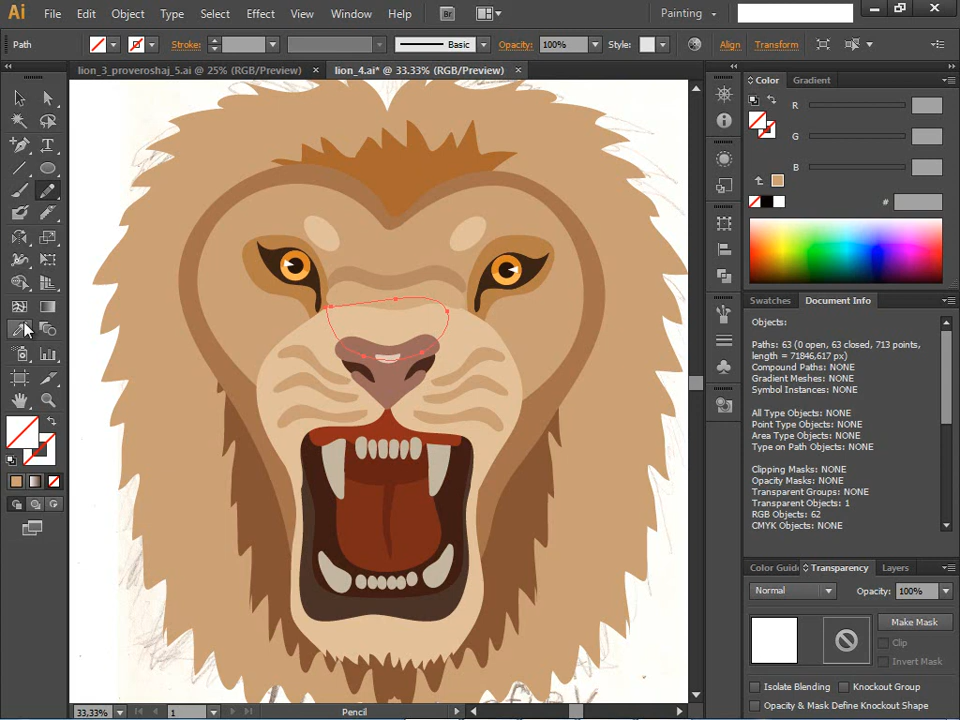 Ai File Edit Object Type Select Effect View Window Help Br Painting
Path Stroke: Basic Opacity: 100% Style: Align Transform
lion_3_proveroshaj_5.ai @ 25% (RGB/Preview) × lion_4.ai* @ 33.33% (RGB/Preview) ×
Color Gradient
R
G
B
#
Swatches Document Info
Objects:
Paths: 63 (0 open, 63 closed, 713 points,
length = 71846,617 px)
Compound Paths: NONE
Gradient Meshes: NONE
Symbol Instances: NONE
All Type Objects: NONE
Point Type Objects: NONE
Area Type Objects: NONE
Type on Path Objects: NONE
Clipping Masks: NONE
Opacity Masks: NONE
Transparent Groups: NONE
Transparent Objects: 1
RGB Objects: 62
CMYK Objects: NONE
Color Guide Transparency Layers
Normal Opacity: 100%
Make Mask
Clip
Invert Mask
Isolate Blending Knockout Group
Opacity & Mask Define Knockout Shape
33,33% 1 Pencil